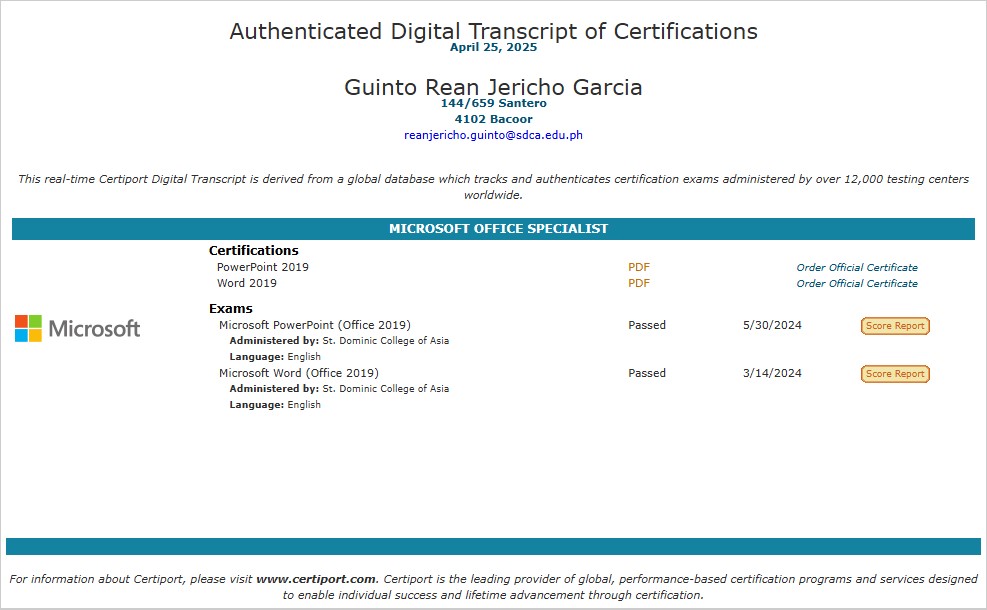 Authenticated Digital Transcript of Certifications
April 25, 2025
Guinto Rean Jericho Garcia
144/659 Santero
4102 Bacoor
reanjericho.guinto@sdca.edu.ph
This real-time Certiport Digital Transcript is derived from a global database which tracks and authenticates certification exams administered by over 12,000 testing centers
worldwide.
MICROSOFT OFFICE SPECIALIST
Certifications
PowerPoint 2019 PDF Order Official Certificate
Word 2019 PDF Order Official Certificate
Exams
Microsoft
Microsoft PowerPoint (Office 2019) Passed 5/30/2024 Score Report
Administered by: St. Dominic College of Asia
Language: English
Microsoft Word (Office 2019) Passed 3/14/2024 Score Report
Administered by: St. Dominic College of Asia
Language: English
For information about Certiport, please visit www.certiport.com. Certiport is the leading provider of global, performance-based certification programs and services designed
to enable individual success and lifetime advancement through certification.